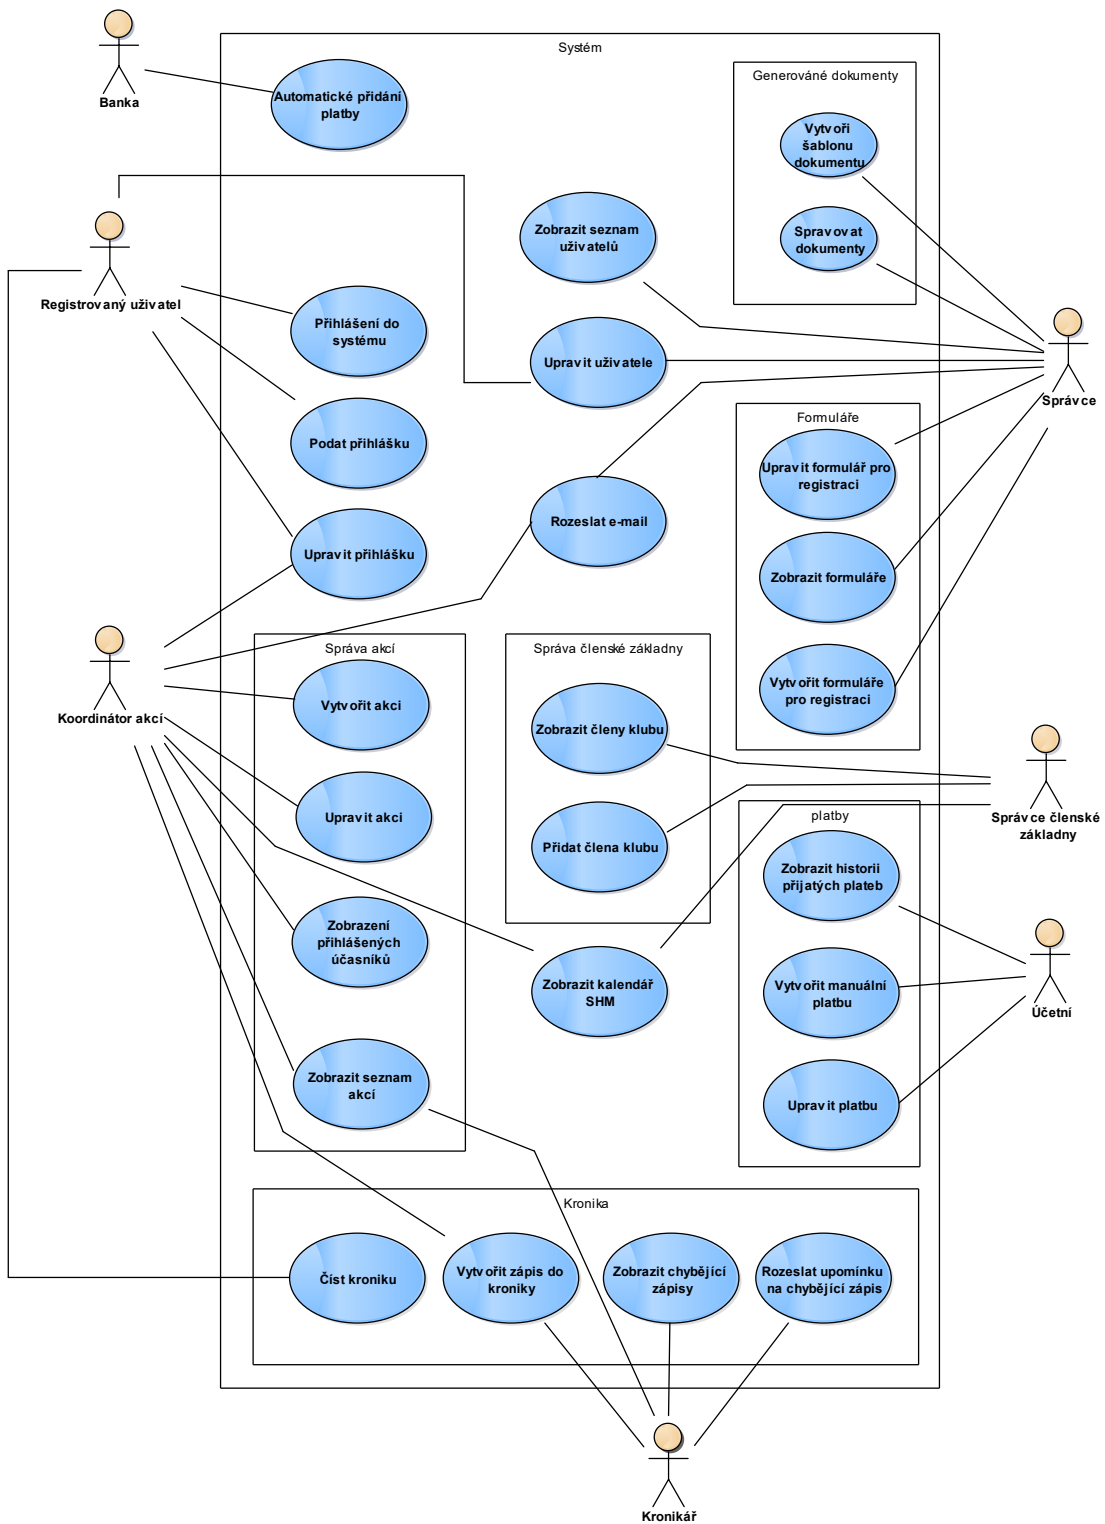 Systém
Banka
Automatické přidání
platby
Generováné dokumenty
Vytvoři
šablonu
dokumentu
Spravovat
dokumenty
Zobrazit seznam
uživatelů
Registrovaný uživatel
Přihlášení do
systému
Upravit uživatele
Správce
Podat přihlášku
Formuláře
Upravit formulář pro
registraci
Rozeslat e-mail
Upravit přihlášku
Zobrazit formuláře
Koordinátor akcí
Správa akcí
Vytvořit akci
Správa členské základny
Zobrazit členy klubu
Vytvořit formuláře
pro registraci
Upravit akci
Přidat člena klubu
Správce členské
základny
platby
Zobrazit historii
přijatých plateb
Zobrazení
přihlášených
účasníků
Zobrazit kalendář
SHM
Vytvořit manuální
platbu
Účetní
Zobrazit seznam
akcí
Upravit platbu
Kronika
Číst kroniku
Vytvořit zápis do
kroniky
Zobrazit chybějící
zápisy
Rozeslat upomínku
na chybějící zápis
Kronikář